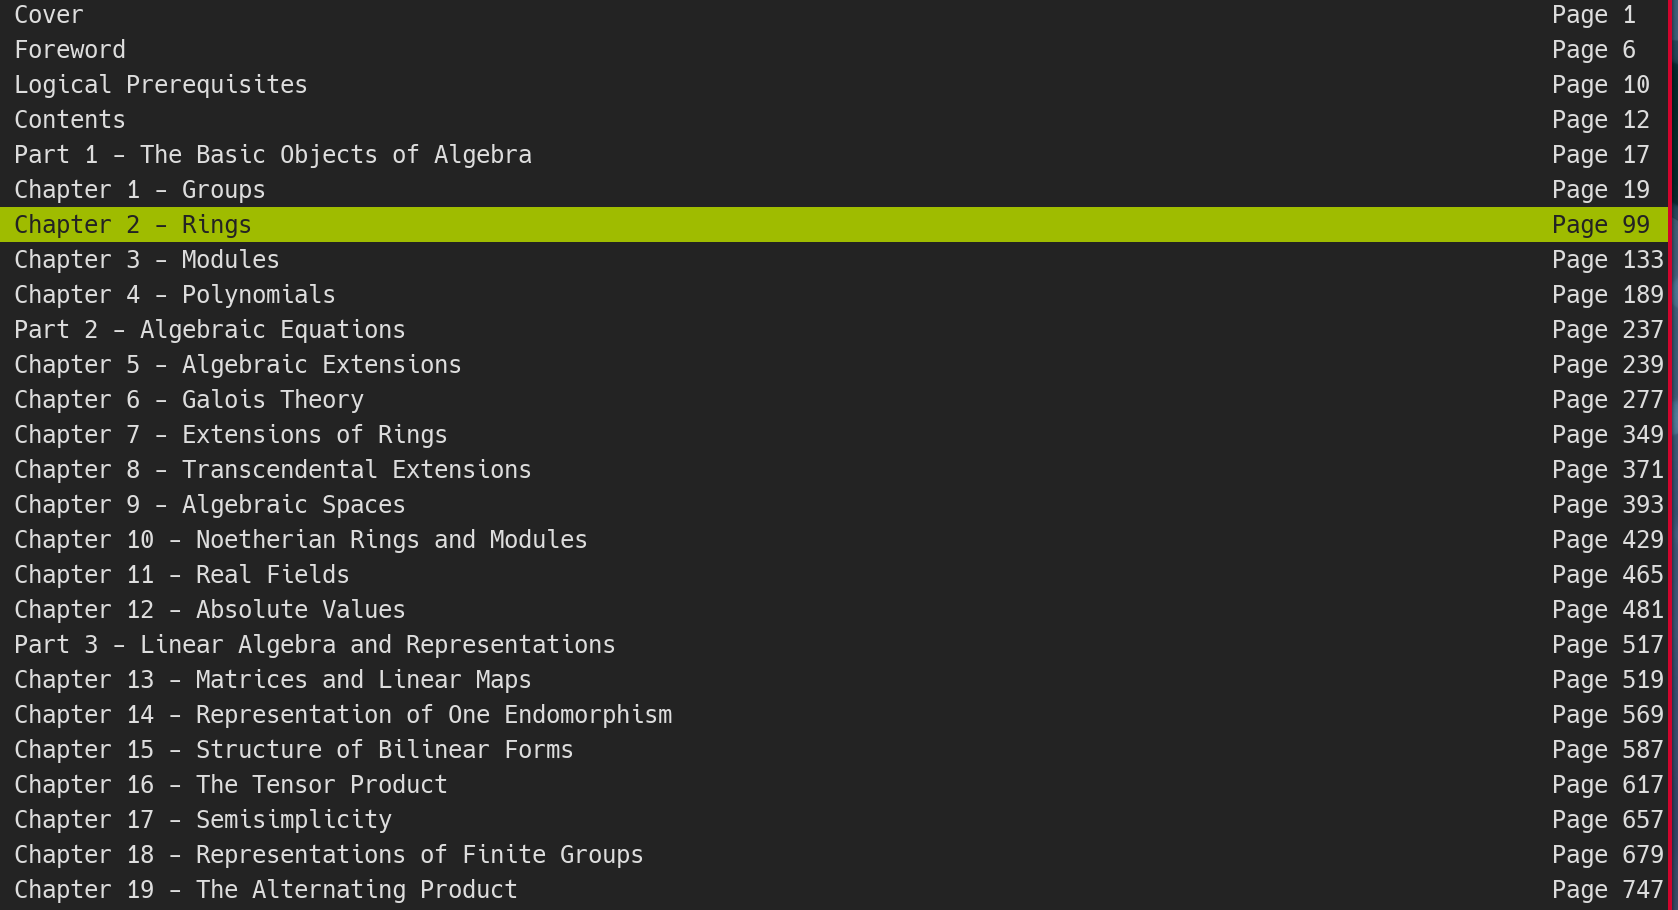 Cover Page 1
Foreword Page 6
Logical Prerequisites Page 10
Contents Page 12
Part 1 – The Basic Objects of Algebra Page 17
Chapter 1 – Groups Page 19
Chapter 2 – Rings Page 99
Chapter 3 – Modules Page 133
Chapter 4 – Polynomials Page 189
Part 2 – Algebraic Equations Page 237
Chapter 5 – Algebraic Extensions Page 239
Chapter 6 – Galois Theory Page 277
Chapter 7 – Extensions of Rings Page 349
Chapter 8 – Transcendental Extensions Page 371
Chapter 9 – Algebraic Spaces Page 393
Chapter 10 – Noetherian Rings and Modules Page 429
Chapter 11 – Real Fields Page 465
Chapter 12 – Absolute Values Page 481
Part 3 – Linear Algebra and Representations Page 517
Chapter 13 – Matrices and Linear Maps Page 519
Chapter 14 – Representation of One Endomorphism Page 569
Chapter 15 – Structure of Bilinear Forms Page 587
Chapter 16 – The Tensor Product Page 617
Chapter 17 – Semisimplicity Page 657
Chapter 18 – Representations of Finite Groups Page 679
Chapter 19 – The Alternating Product Page 747